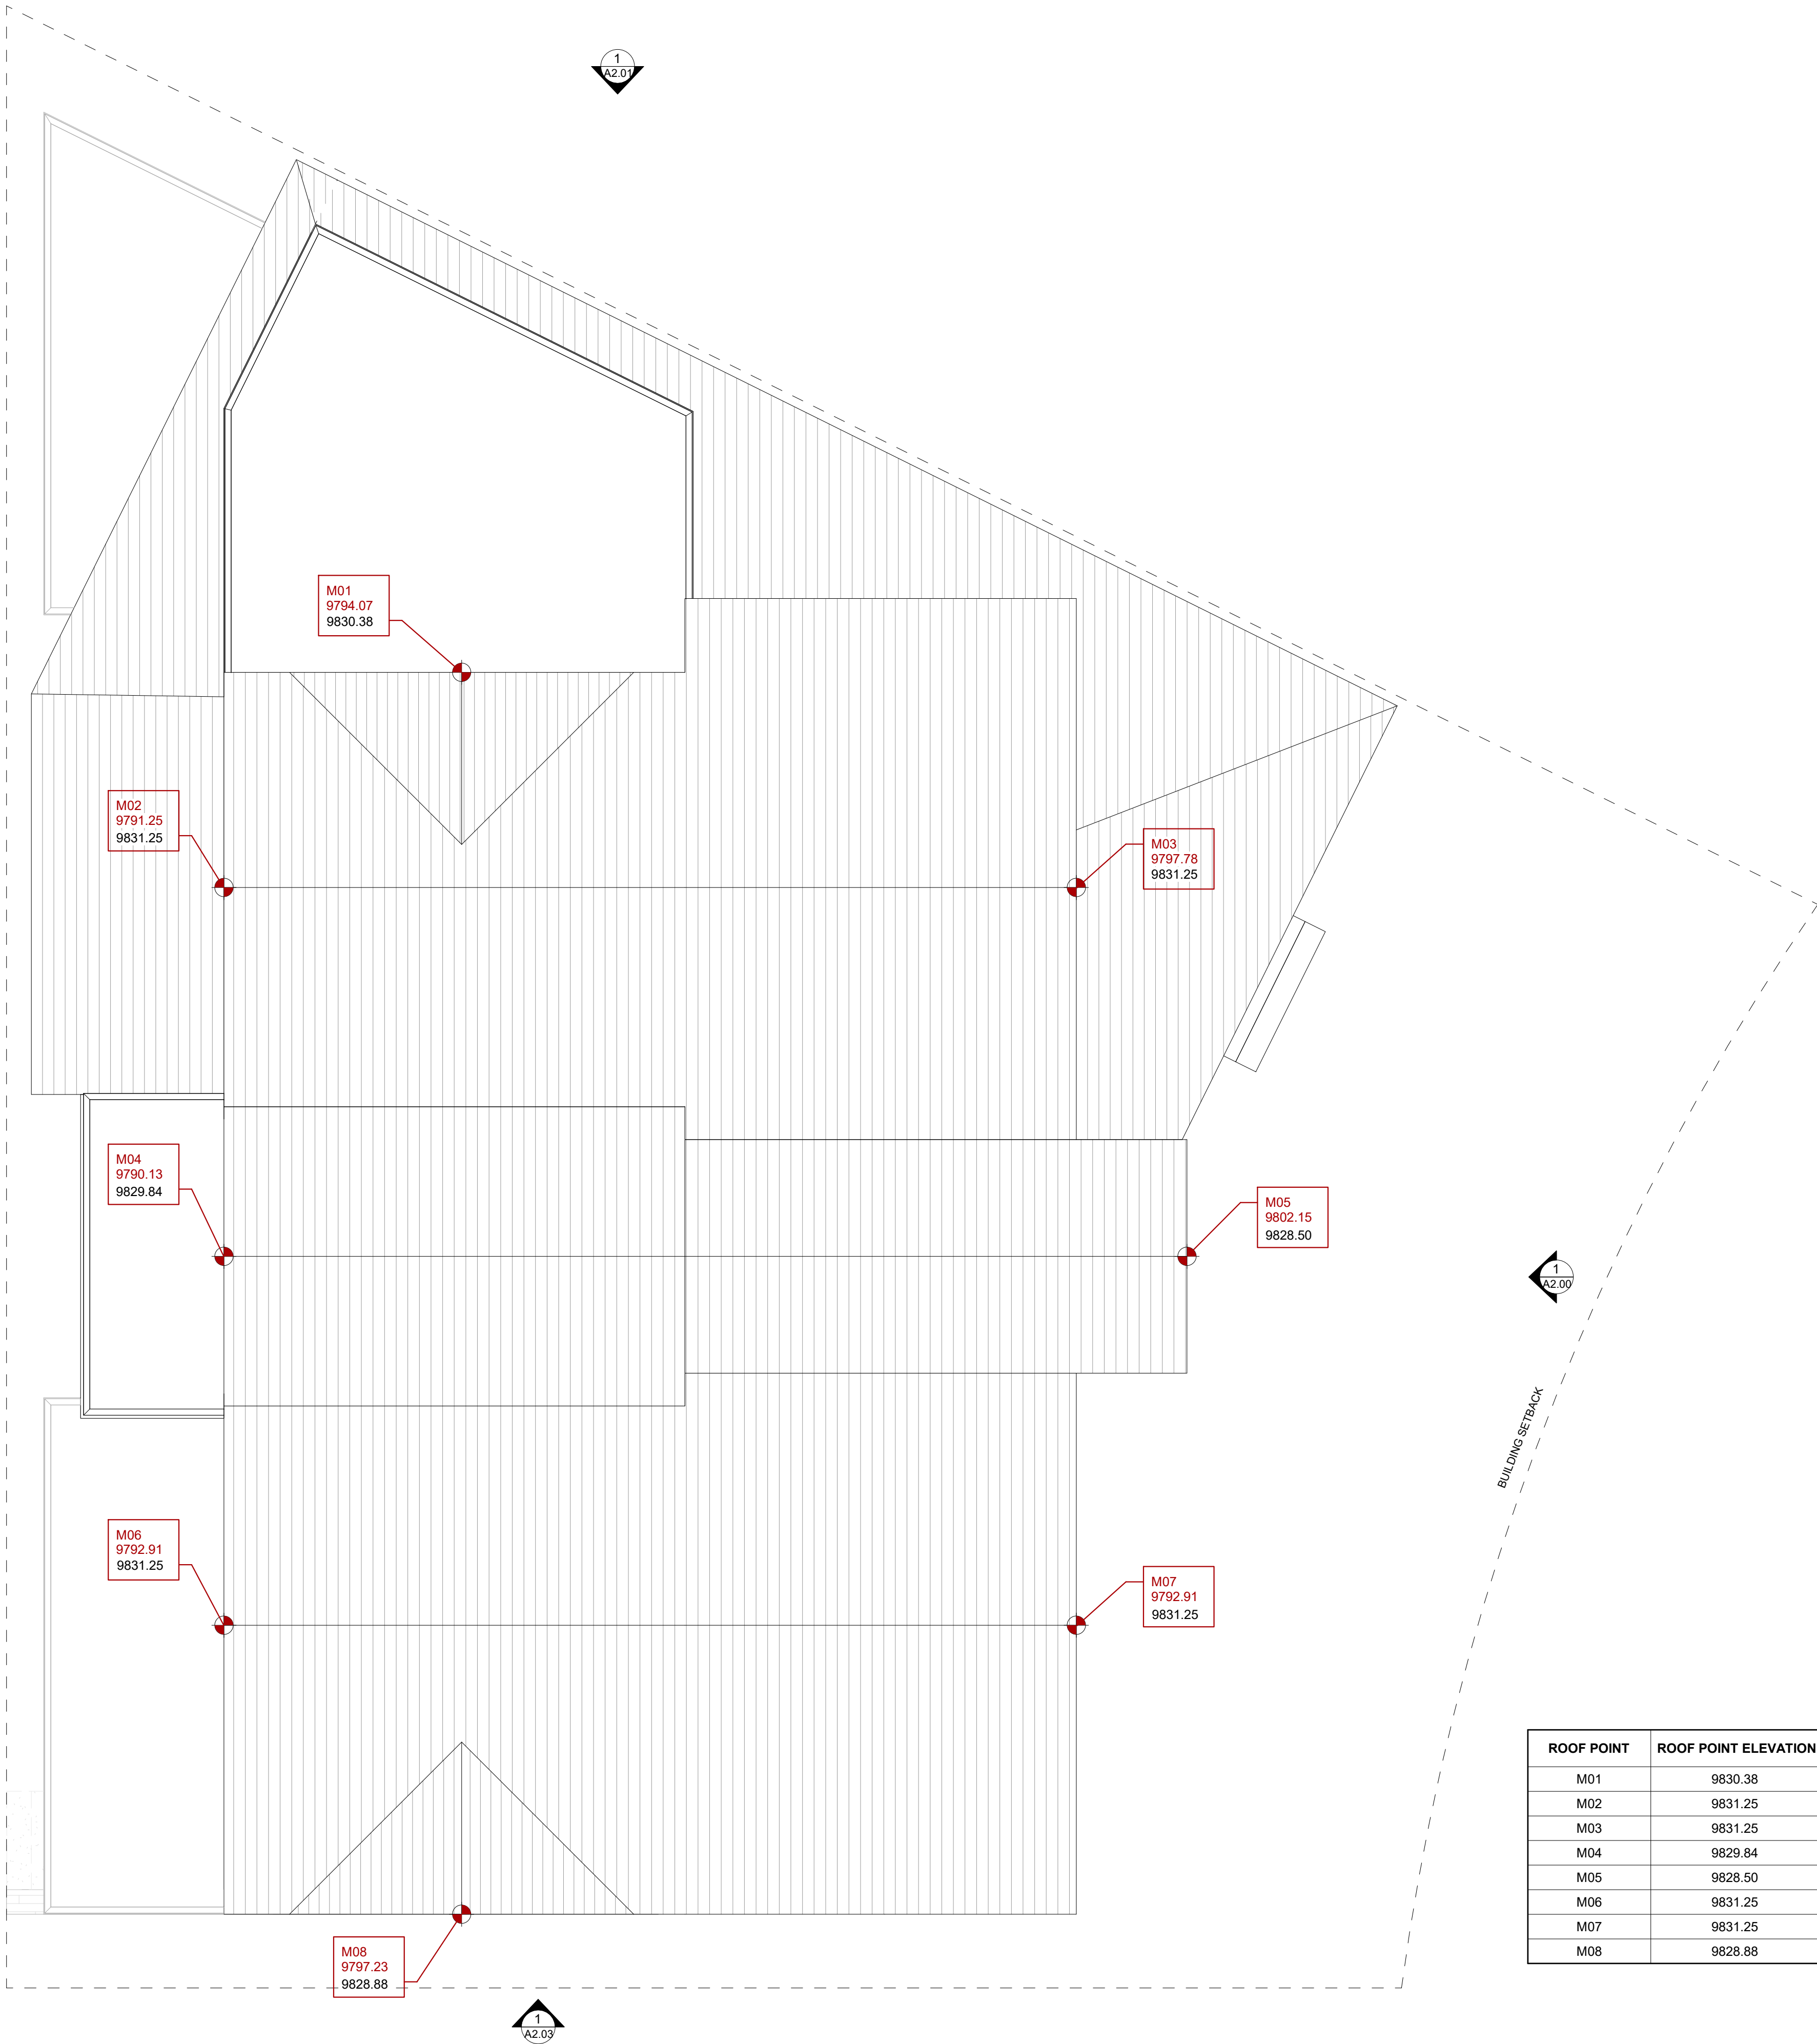 1
A2.01
M01
9794.07
9830.38
M02
9791.25
9831.25
M03
9797.78
9831.25
M04
9790.13
9829.84
M05
9802.15
9828.50
1
A2.00
BUILDING SETBACK
M06
9792.91
9831.25
M07
9792.91
9831.25
ROOF POINT ROOF POINT ELEVATION
M01 9830.38
M02 9831.25
M03 9831.25
M04 9829.84
M05 9828.50
M06 9831.25
M07 9831.25
M08 9828.88
M08
9797.23
9828.88
1
A2.03